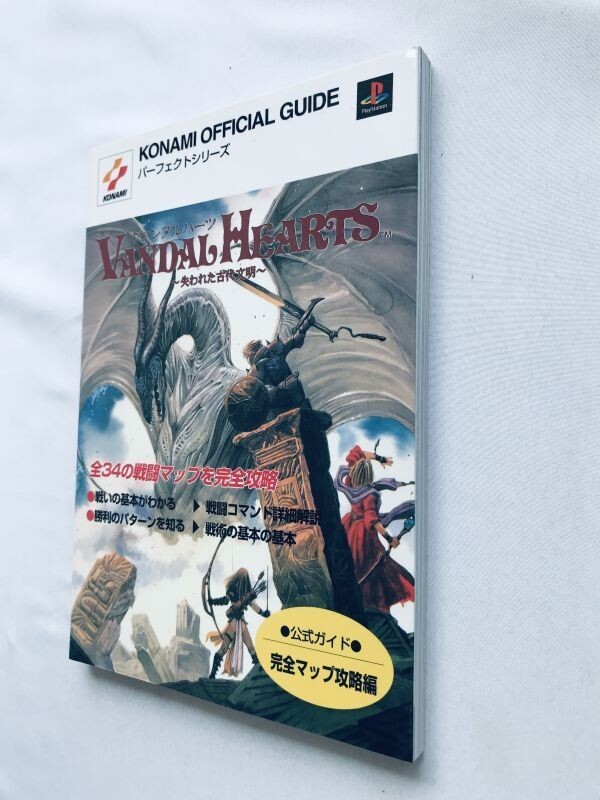 KONAMI
KONAMI OFFICIAL GUIDE
パーフェクトシリーズ
PlayStation
ヴァンダルハーツ
VANDAL HEARTS™
～失われた古代文明～
全34の戦闘マップを完全攻略
●戦いの基本がわかる ▶戦闘コマンド詳細解説
●勝利のパターンを知る ▶戦術の基本の基本
●公式ガイド●
完全マップ攻略編